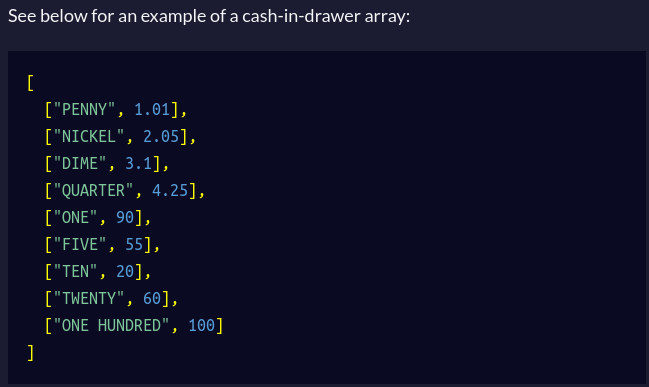 See below for an example of a cash-in-drawer array:
[
  ["PENNY", 1.01],
  ["NICKEL", 2.05],
  ["DIME", 3.1],
  ["QUARTER", 4.25],
  ["ONE", 90],
  ["FIVE", 55],
  ["TEN", 20],
  ["TWENTY", 60],
  ["ONE HUNDRED", 100]
]